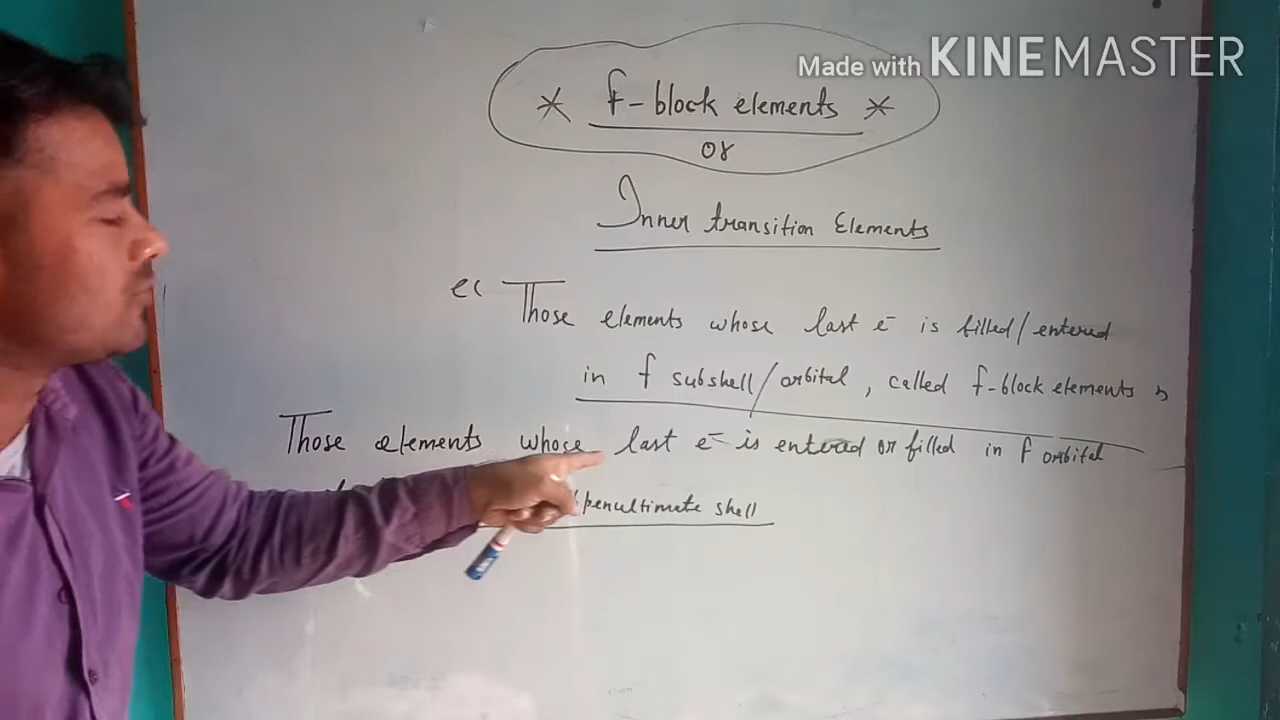 Made with KINEMASTER
* f-block elements *
or
Inner transition Elements
Those elements whose last e⁻ is filled/entered
in f subshell/orbital, called f-block elements
Those elements whose last e⁻ is entered or filled in f orbital
penultimate shell